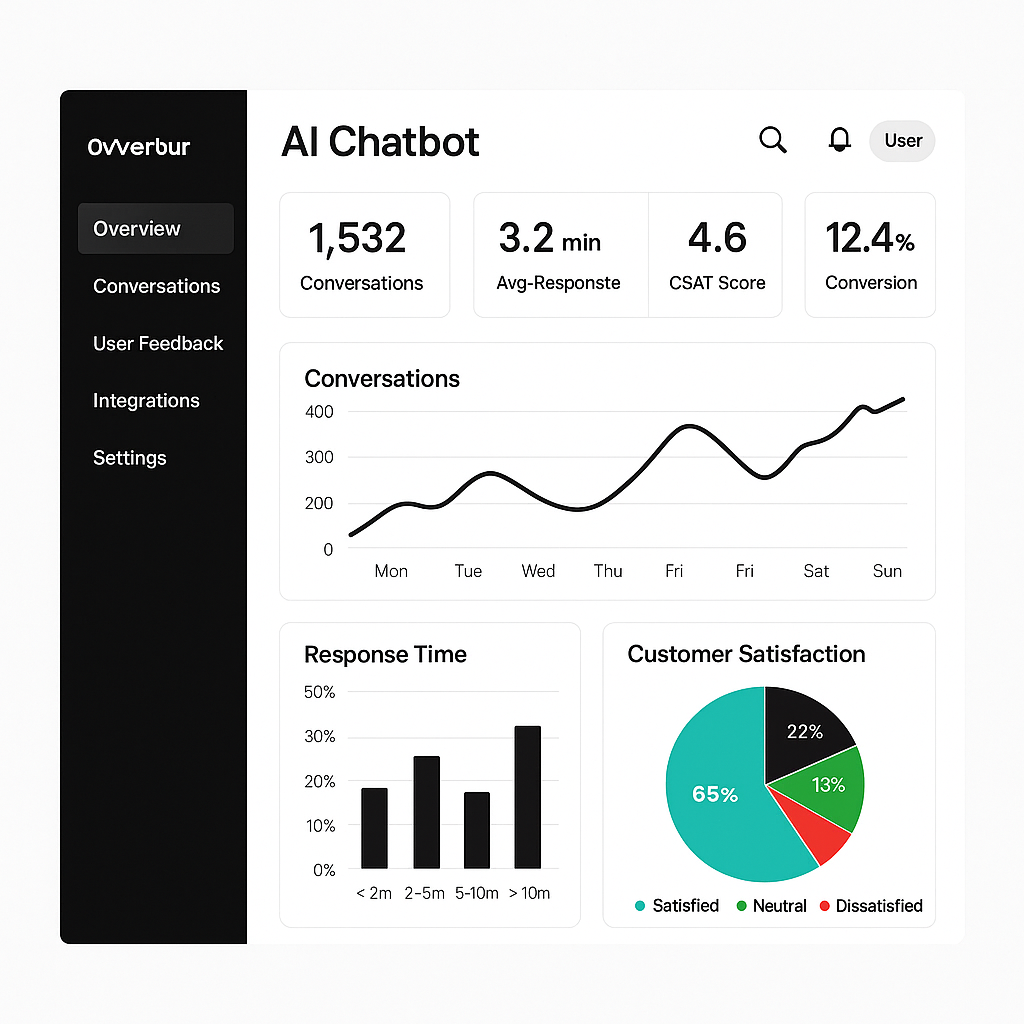 Ovverbur
Overview
Conversations
User Feedback
Integrations
Settings
AI Chatbot
User
1,532
Conversations
3.2 min
Avg-Responste
4.6
CSAT Score
12.4%
Conversion
Conversations
400
300
200
0
Mon Tue Wed Thu Fri Fri Sat Sun
Response Time
50%
30%
20%
10%
0%
< 2m 2-5m 5-10m > 10m
Customer Satisfaction
22%
13%
65%
Satisfied Neutral Dissatisfied